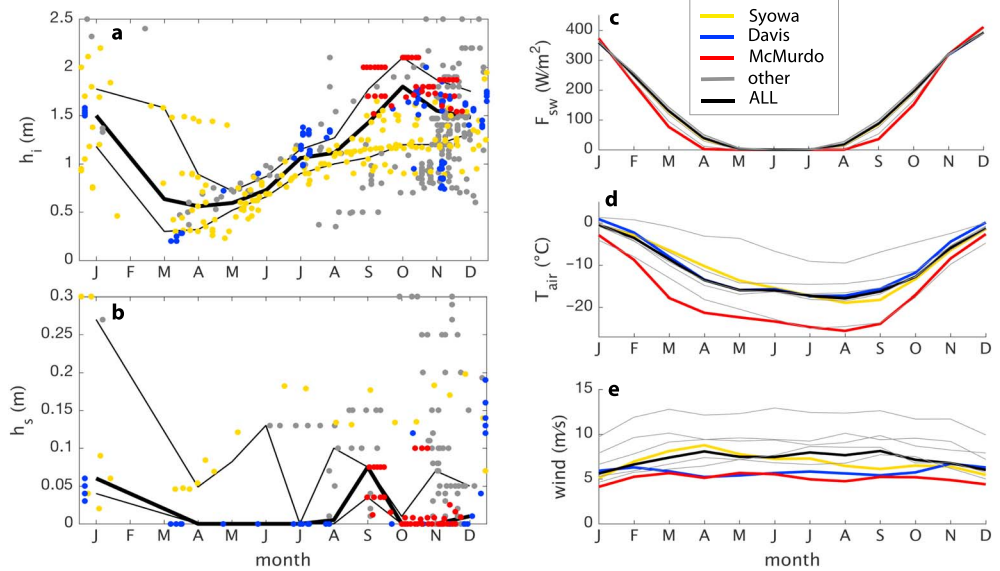 a
2.5
2
1.5
1
0.5
0
h_i (m)
J F M A M J J A S O N D
b
0.3
0.25
0.2
0.15
0.1
0.05
0
h_s (m)
J F M A M J J A S O N D
month
c
Syowa
Davis
McMurdo
other
ALL
400
300
200
100
0
F_sw (W/m²)
J F M A M J J A S O N D
d
0
-10
-20
T_air (°C)
J F M A M J J A S O N D
e
15
10
5
0
wind (m/s)
J F M A M J J A S O N D
month